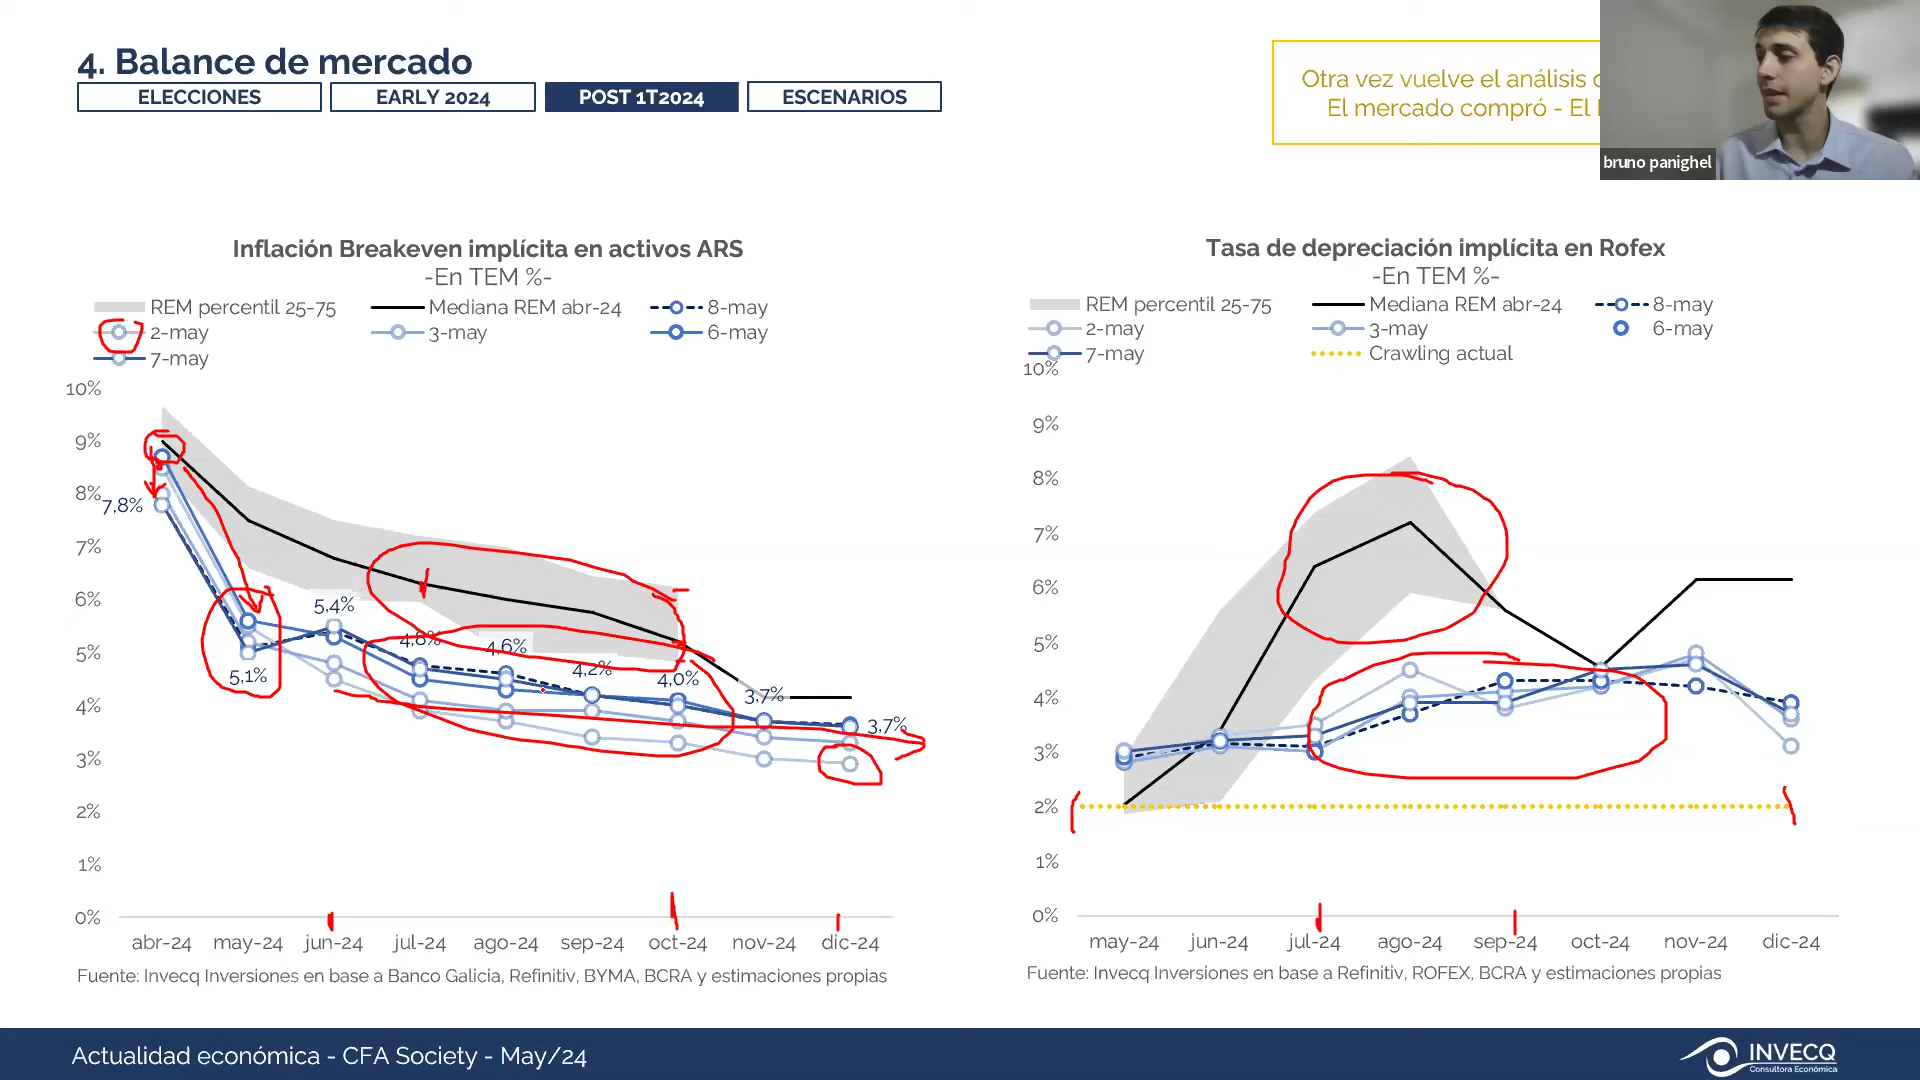 4. Balance de mercado
ELECCIONES
EARLY 2024
POST 1T2024
ESCENARIOS
Otra vez vuelve el análisis
El mercado compró - El
bruno panighel
Inflación Breakeven implícita en activos ARS
-En TEM %-
REM percentil 25-75
Mediana REM abr-24
8-may
2-may
3-may
6-may
7-may
10%
9%
8%
7%
6%
5%
4%
3%
2%
1%
0%
7,8%
5,1%
5,4%
4,8%
4,6%
4,2%
4,0%
3,7%
3,7%
abr-24 may-24 jun-24 jul-24 ago-24 sep-24 oct-24 nov-24 dic-24
Fuente: Invecq Inversiones en base a Banco Galicia, Refinitiv, BYMA, BCRA y estimaciones propias
Tasa de depreciación implícita en Rofex
-En TEM %-
REM percentil 25-75
Mediana REM abr-24
8-may
2-may
3-may
6-may
7-may
Crawling actual
10%
9%
8%
7%
6%
5%
4%
3%
2%
1%
0%
may-24 jun-24 jul-24 ago-24 sep-24 oct-24 nov-24 dic-24
Fuente: Invecq Inversiones en base a Refinitiv, ROFEX, BCRA y estimaciones propias
Actualidad económica - CFA Society - May/24
INVECQ
Consultora Económica